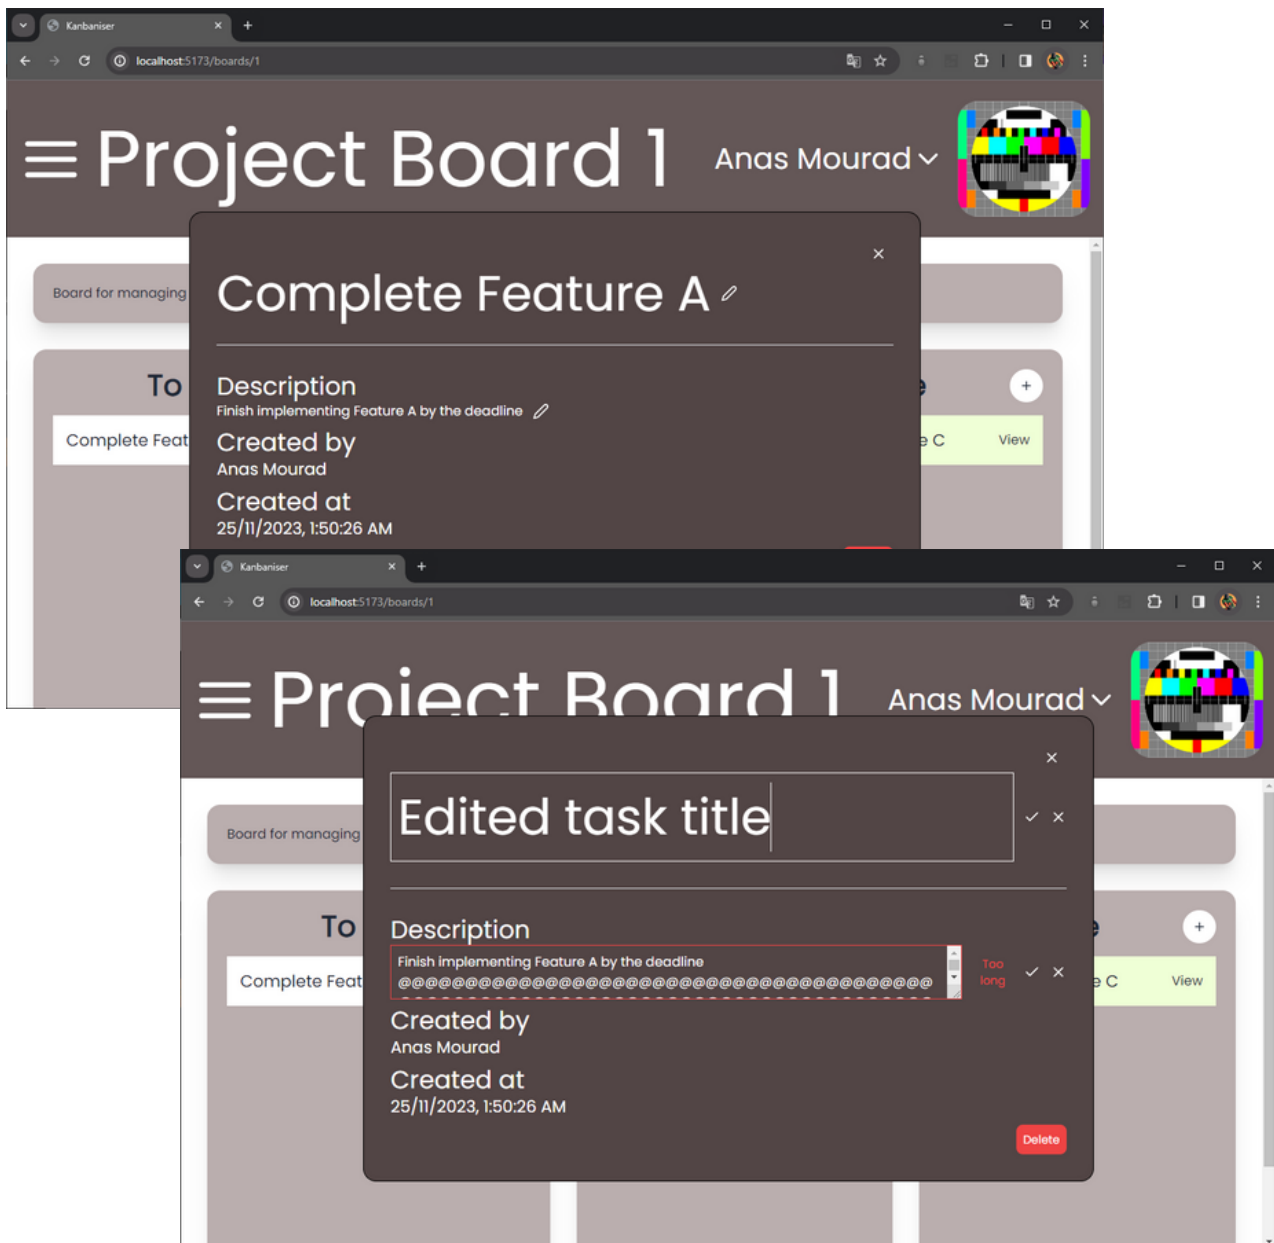 Kanbaniser
localhost:5173/boards/1
Project Board 1
Anas Mourad
Complete Feature A
Board for managing
To
Description
Finish implementing Feature A by the deadline
Complete Feat
Created by
e C
View
Anas Mourad
Created at
25/11/2023, 1:50:26 AM
Kanbaniser
localhost:5173/boards/1
Project Board 1
Anas Mourad
Edited task title
Board for managing
To
Description
Finish implementing Feature A by the deadline
Too
long
@@@@@@@@@@@@@@@@@@@@@@@@@@@@@@@@@@@@@@@@
Complete Feat
e C
View
Created by
Anas Mourad
Created at
25/11/2023, 1:50:26 AM
Delete